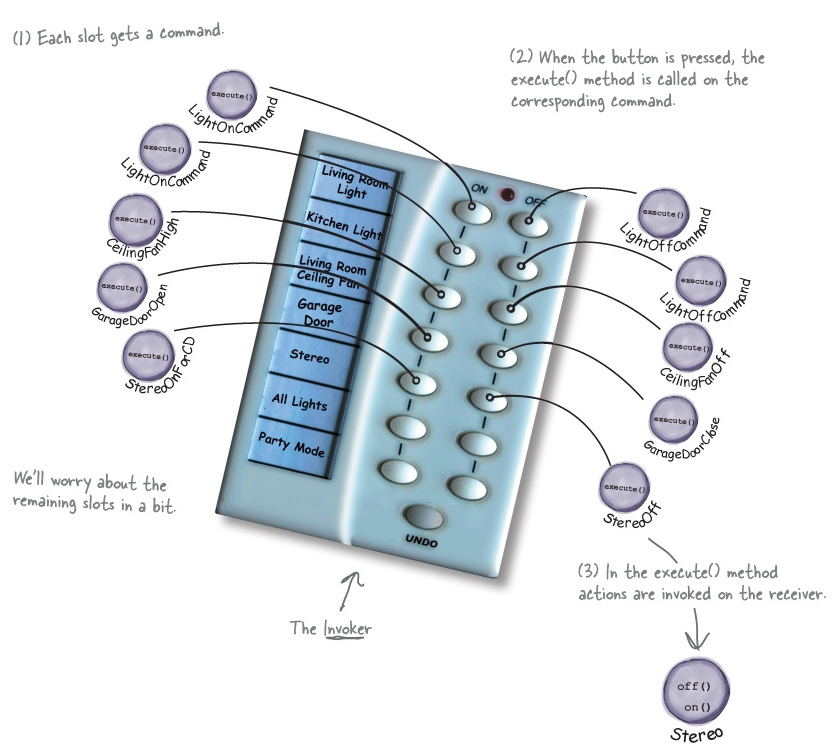 (1) Each slot gets a command.
(2) When the button is pressed, the
execute() method is called on the
corresponding command.
execute()
LightOnCommand
execute()
LightOnCommand
execute()
CeilingFanHigh
execute()
GarageDoorOpen
execute()
StereoOnForCD
Living Room
Light
Kitchen Light
Living Room
Ceiling Fan
Garage
Door
Stereo
All Lights
Party Mode
ON
OFF
UNDO
execute()
LightOffCommand
execute()
LightOffCommand
execute()
CeilingFanOff
execute()
GarageDoorClose
execute()
StereoOff
We'll worry about the
remaining slots in a bit.
The Invoker
(3) In the execute() method
actions are invoked on the receiver.
off()
on()
Stereo